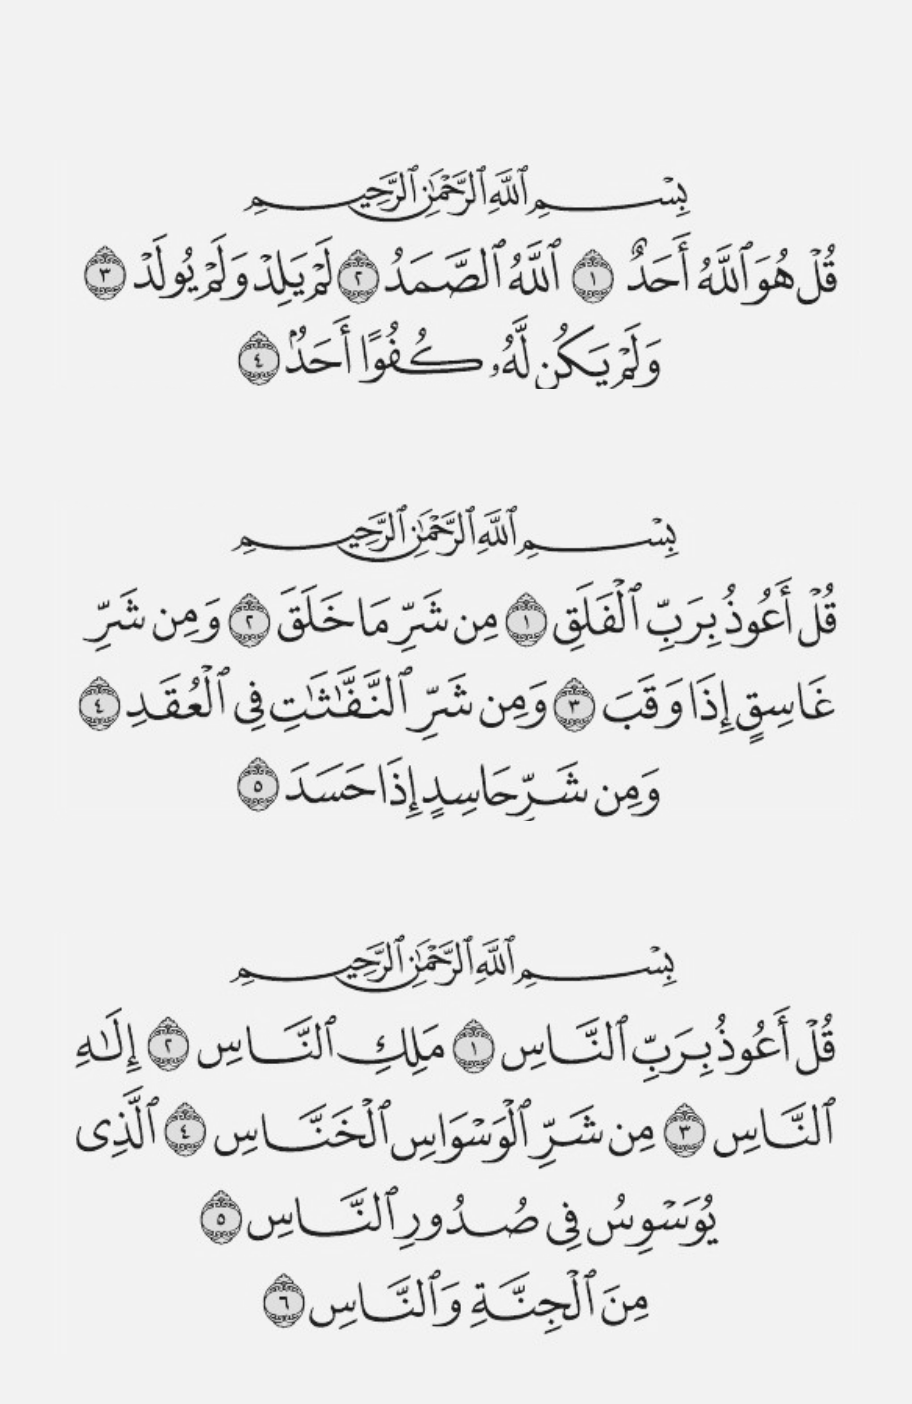 بِسْمِ ٱللَّهِ ٱلرَّحْمَٰنِ ٱلرَّحِيمِ
قُلْ هُوَ ٱللَّهُ أَحَدٌ ١ ٱللَّهُ ٱلصَّمَدُ ٢ لَمْ يَلِدْ وَلَمْ يُولَدْ ٣
وَلَمْ يَكُن لَّهُۥ كُفُوًا أَحَدٌۢ ٤
بِسْمِ ٱللَّهِ ٱلرَّحْمَٰنِ ٱلرَّحِيمِ
قُلْ أَعُوذُ بِرَبِّ ٱلْفَلَقِ ١ مِن شَرِّ مَا خَلَقَ ٢ وَمِن شَرِّ
غَاسِقٍ إِذَا وَقَبَ ٣ وَمِن شَرِّ ٱلنَّفَّٰثَٰتِ فِى ٱلْعُقَدِ ٤
وَمِن شَرِّ حَاسِدٍ إِذَا حَسَدَ ٥
بِسْمِ ٱللَّهِ ٱلرَّحْمَٰنِ ٱلرَّحِيمِ
قُلْ أَعُوذُ بِرَبِّ ٱلنَّاسِ ١ مَلِكِ ٱلنَّاسِ ٢ إِلَٰهِ
ٱلنَّاسِ ٣ مِن شَرِّ ٱلْوَسْوَاسِ ٱلْخَنَّاسِ ٤ ٱلَّذِى
يُوَسْوِسُ فِى صُدُورِ ٱلنَّاسِ ٥
مِنَ ٱلْجِنَّةِ وَٱلنَّاسِ ٦